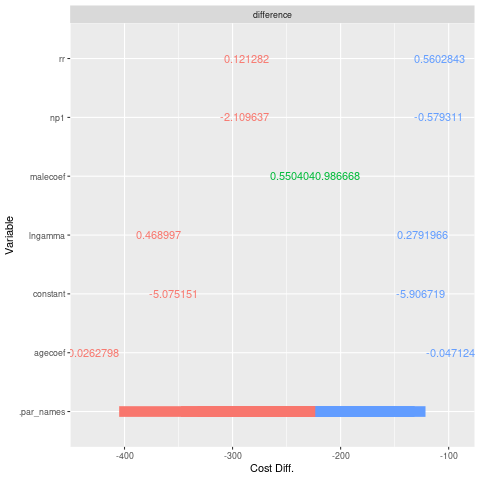 difference
rr 0.121282 0.5602843
np1 -2.109637 -0.579311
malecoef 0.5504040.986668
lngamma 0.468997 0.2791966
constant -5.075151 -5.906719
agecoef 0.0262798 -0.047124
.par_names
-400 -300 -200 -100
Cost Diff.
Variable